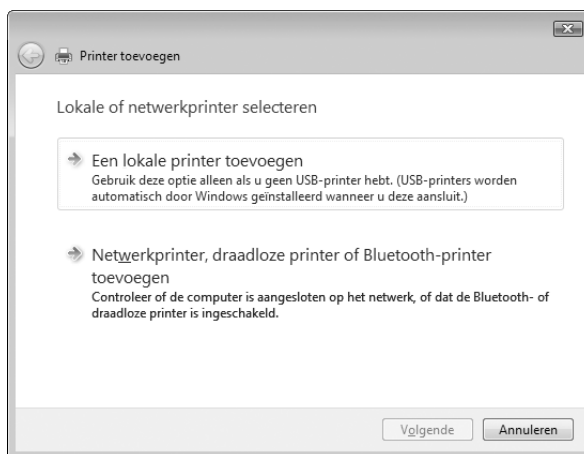 Printer toevoegen
Lokale of netwerkprinter selecteren
Een lokale printer toevoegen
Gebruik deze optie alleen als u geen USB-printer hebt. (USB-printers worden
automatisch door Windows geïnstalleerd wanneer u deze aansluit.)
Netwerkprinter, draadloze printer of Bluetooth-printer
toevoegen
Controleer of de computer is aangesloten op het netwerk, of dat de Bluetooth- of
draadloze printer is ingeschakeld.
Volgende
Annuleren